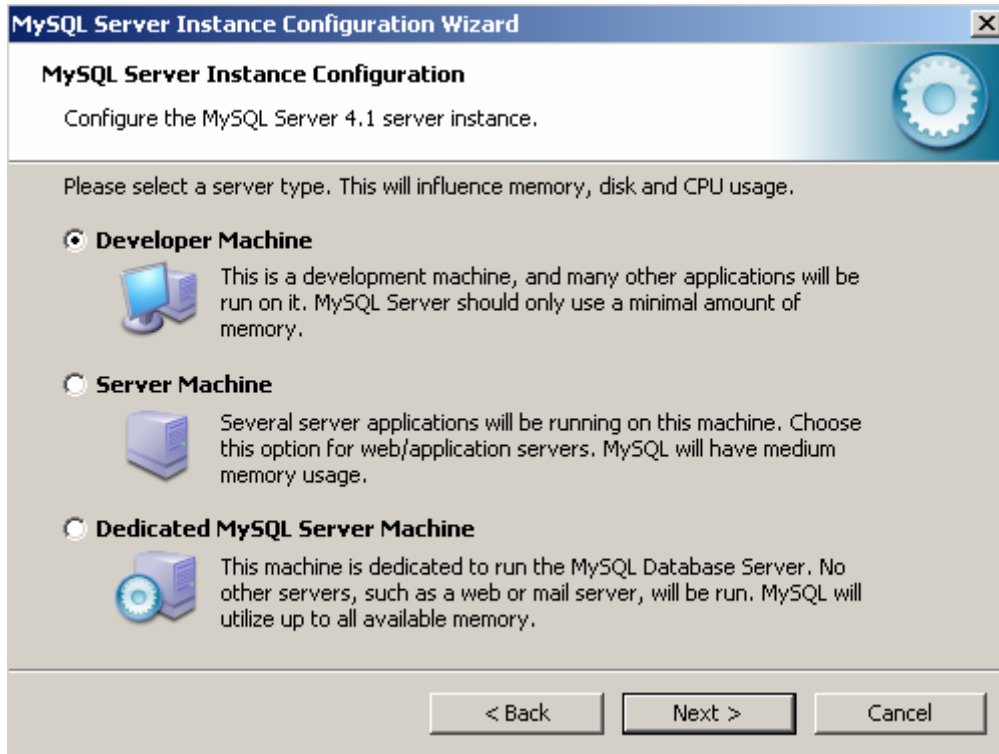 MySQL Server Instance Configuration Wizard
MySQL Server Instance Configuration
Configure the MySQL Server 4.1 server instance.
Please select a server type. This will influence memory, disk and CPU usage.
Developer Machine
This is a development machine, and many other applications will be
run on it. MySQL Server should only use a minimal amount of
memory.
Server Machine
Several server applications will be running on this machine. Choose
this option for web/application servers. MySQL will have medium
memory usage.
Dedicated MySQL Server Machine
This machine is dedicated to run the MySQL Database Server. No
other servers, such as a web or mail server, will be run. MySQL will
utilize up to all available memory.
< Back Next > Cancel